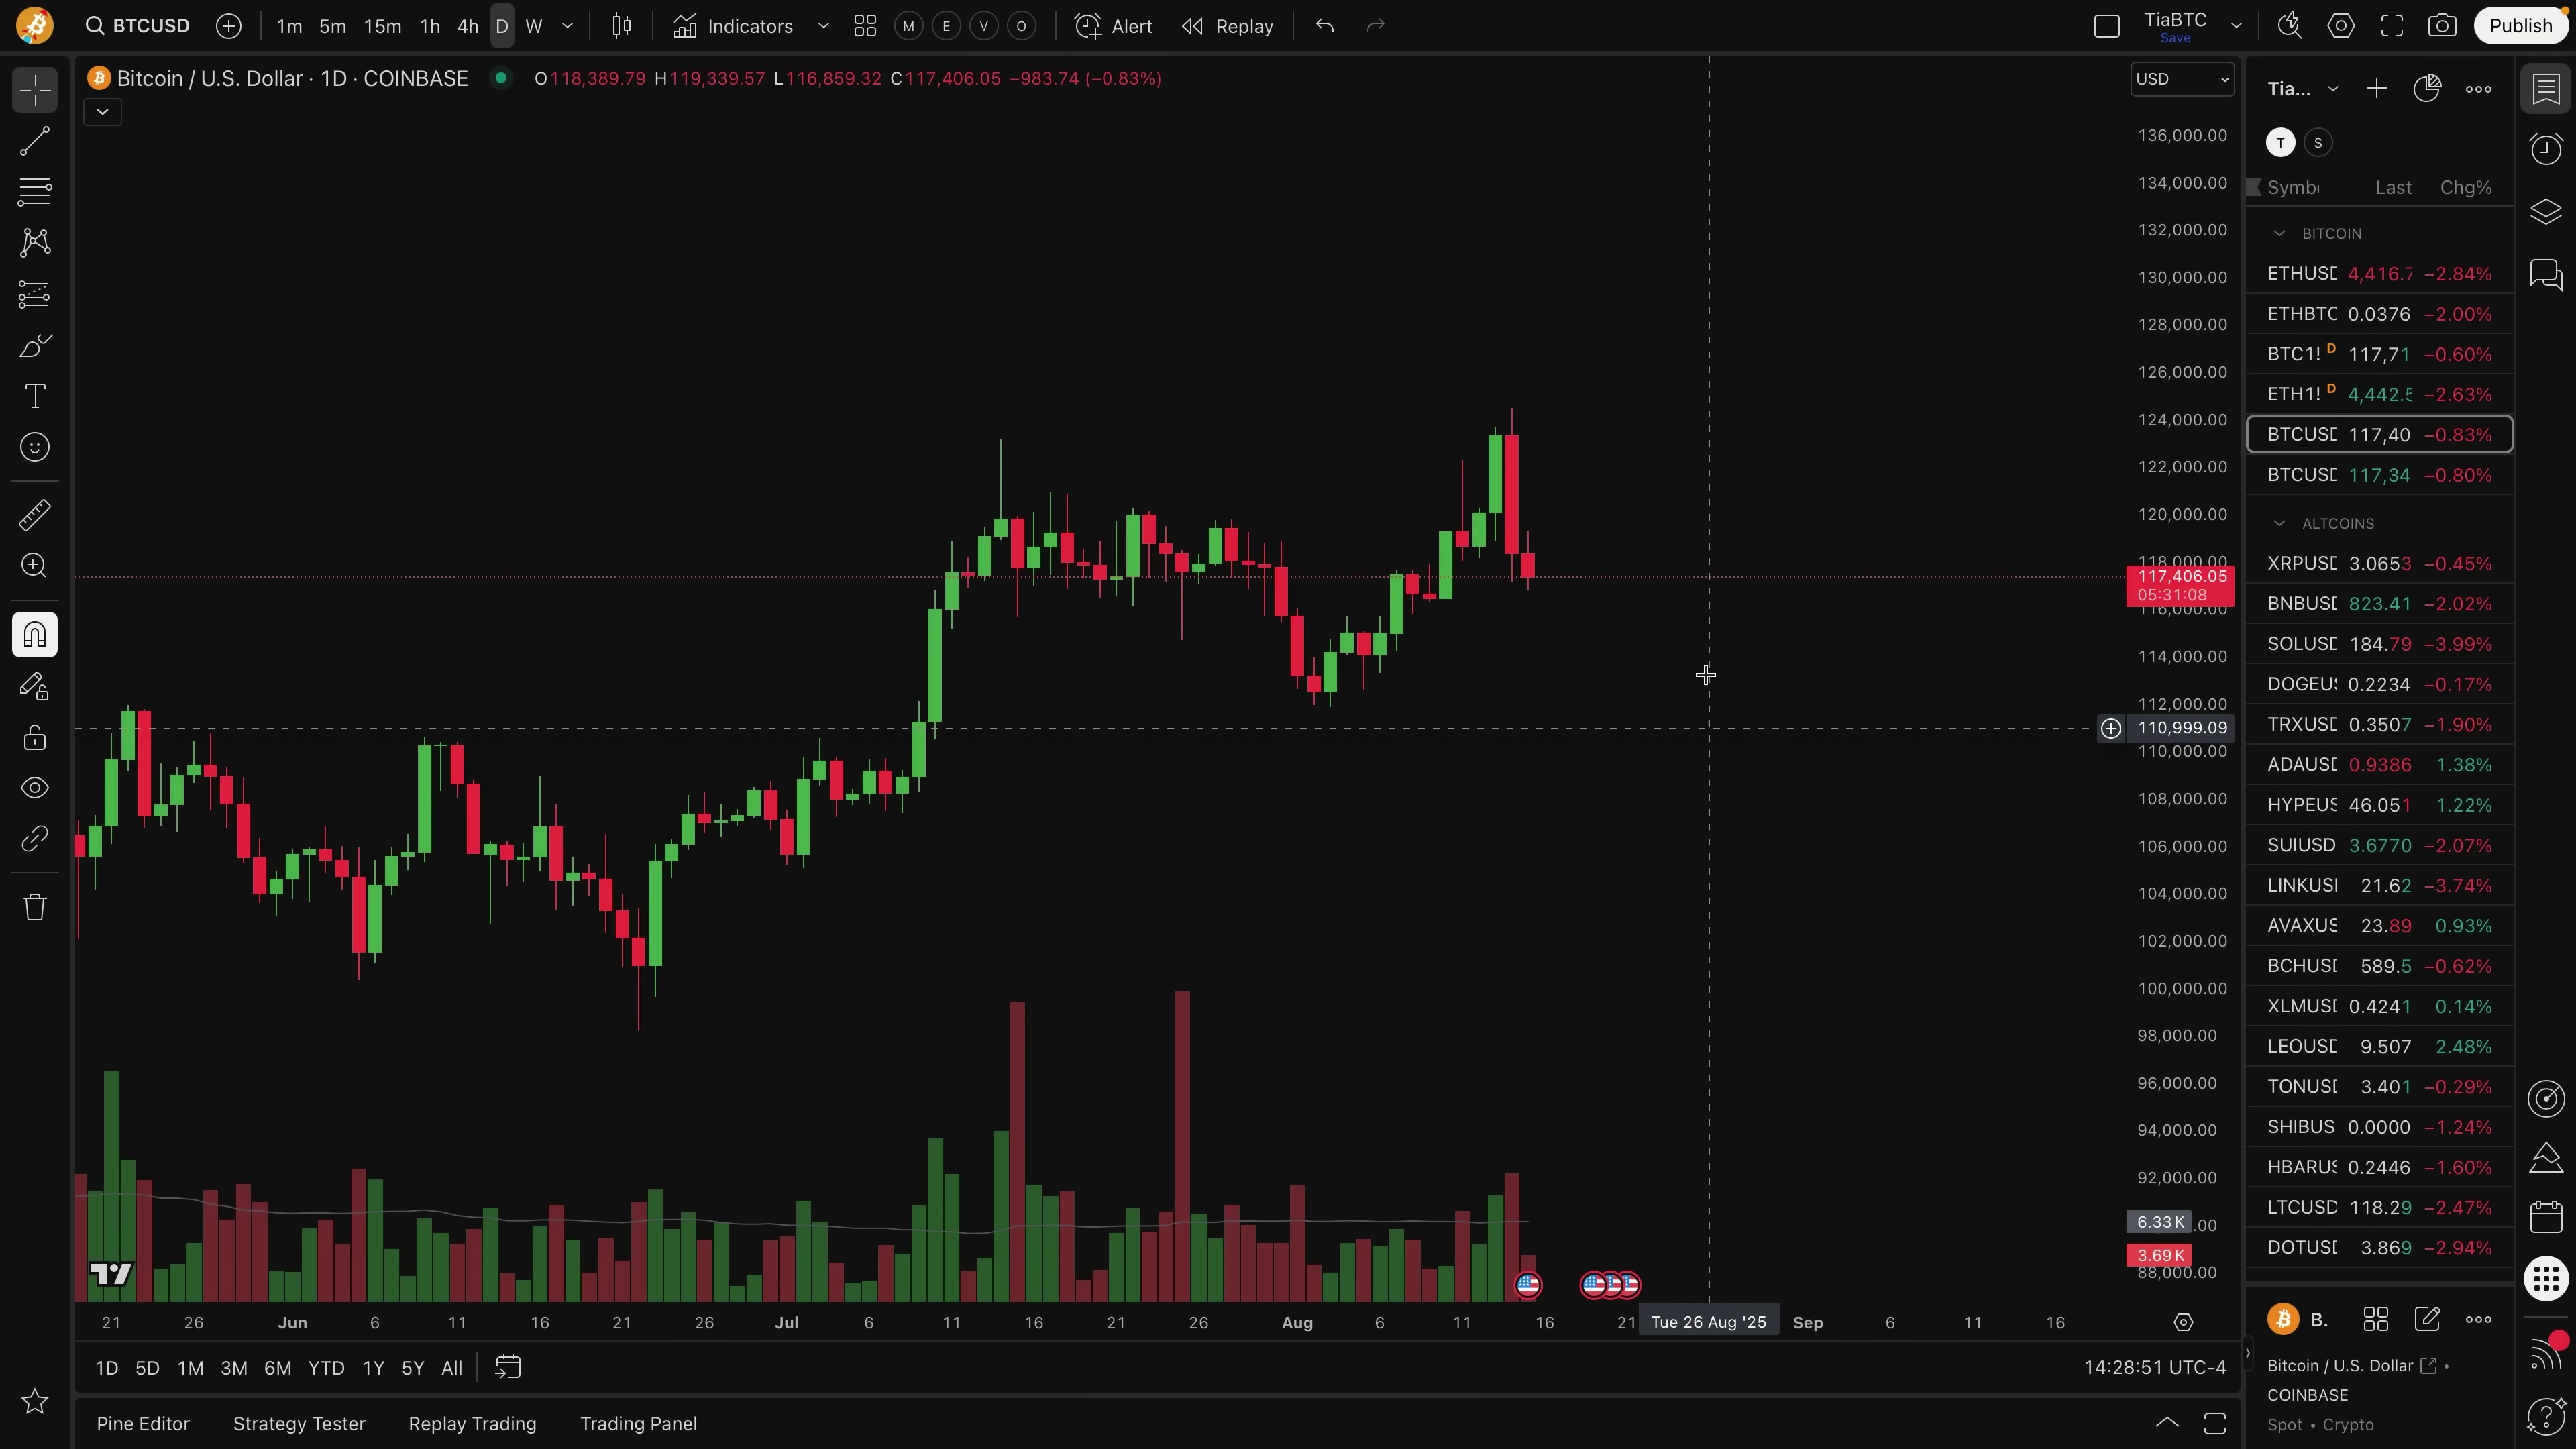 BTCUSD 1m 5m 15m 1h 4h D W Indicators M E V O Alert Replay TiaBTC Save Publish
Bitcoin / U.S. Dollar · 1D · COINBASE O118,389.79 H119,339.57 L116,859.32 C117,406.05 −983.74 (−0.83%)
USD
136,000.00
134,000.00
132,000.00
130,000.00
128,000.00
126,000.00
124,000.00
122,000.00
120,000.00
118,000.00
117,406.05
05:31:08
116,000.00
114,000.00
112,000.00
110,999.09
110,000.00
108,000.00
106,000.00
104,000.00
102,000.00
100,000.00
98,000.00
96,000.00
94,000.00
92,000.00
6.33 K .00
3.69 K
88,000.00
21 26 Jun 6 11 16 21 26 Jul 6 11 16 21 26 Aug 6 11 16 21 Tue 26 Aug '25 Sep 6 11 16
1D 5D 1M 3M 6M YTD 1Y 5Y All 14:28:51 UTC-4
Pine Editor Strategy Tester Replay Trading Trading Panel
Tia...
T S
Symb Last Chg%
BITCOIN
ETHUSD 4,416.7 −2.84%
ETHBTC 0.0376 −2.00%
BTC1! D 117,71 −0.60%
ETH1! D 4,442.5 −2.63%
BTCUSD 117,40 −0.83%
BTCUSD 117,34 −0.80%
ALTCOINS
XRPUSD 3.0653 −0.45%
BNBUSD 823.41 −2.02%
SOLUSD 184.79 −3.99%
DOGEUS 0.2234 −0.17%
TRXUSD 0.3507 −1.90%
ADAUSD 0.9386 1.38%
HYPEUS 46.051 1.22%
SUIUSD 3.6770 −2.07%
LINKUS 21.62 −3.74%
AVAXUS 23.89 0.93%
BCHUSD 589.5 −0.62%
XLMUSD 0.4241 0.14%
LEOUSD 9.507 2.48%
TONUSD 3.401 −0.29%
SHIBUS 0.0000 −1.24%
HBARUS 0.2446 −1.60%
LTCUSD 118.29 −2.47%
DOTUSD 3.869 −2.94%
B.
Bitcoin / U.S. Dollar •
COINBASE
Spot • Crypto